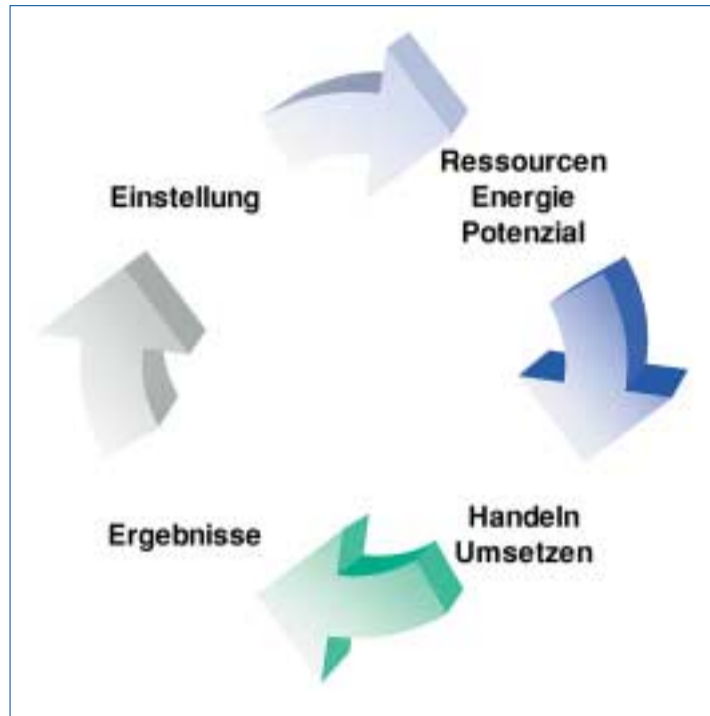 Einstellung
Ressourcen
Energie
Potenzial
Handeln
Umsetzen
Ergebnisse